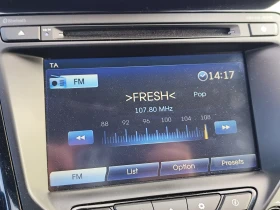 TA
FM
14:17
>FRESH<
Pop
107.80 MHz
88 92 96 100 104 108
FM
List
Option
Presets